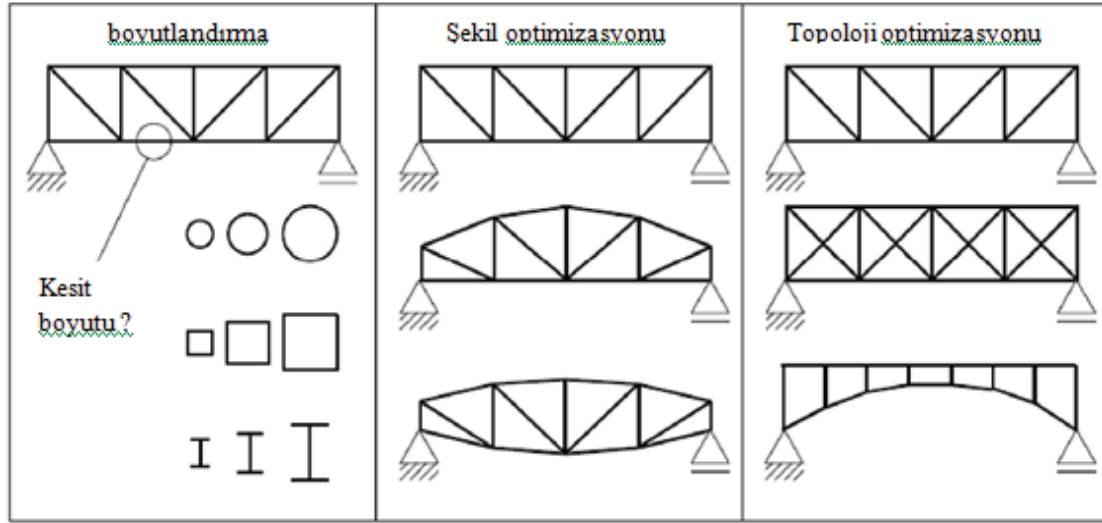 boyutlandırma
Şekil optimizasyonu
Topoloji optimizasyonu
Kesit
boyutu ?